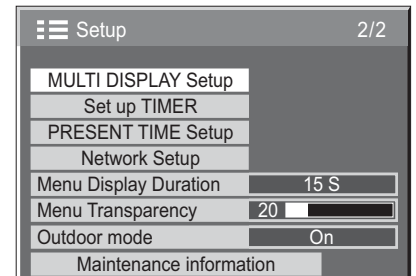 Setup 2/2
MULTI DISPLAY Setup
Set up TIMER
PRESENT TIME Setup
Network Setup
Menu Display Duration 15 S
Menu Transparency 20
Outdoor mode On
Maintenance information